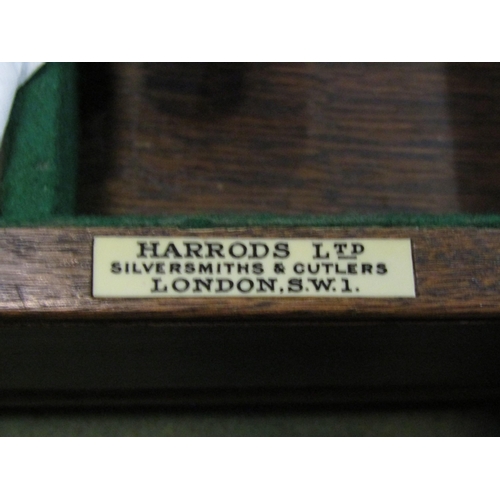 HARRODS LTD
SILVERSMITHS & CUTLERS
LONDON.S.W.1.